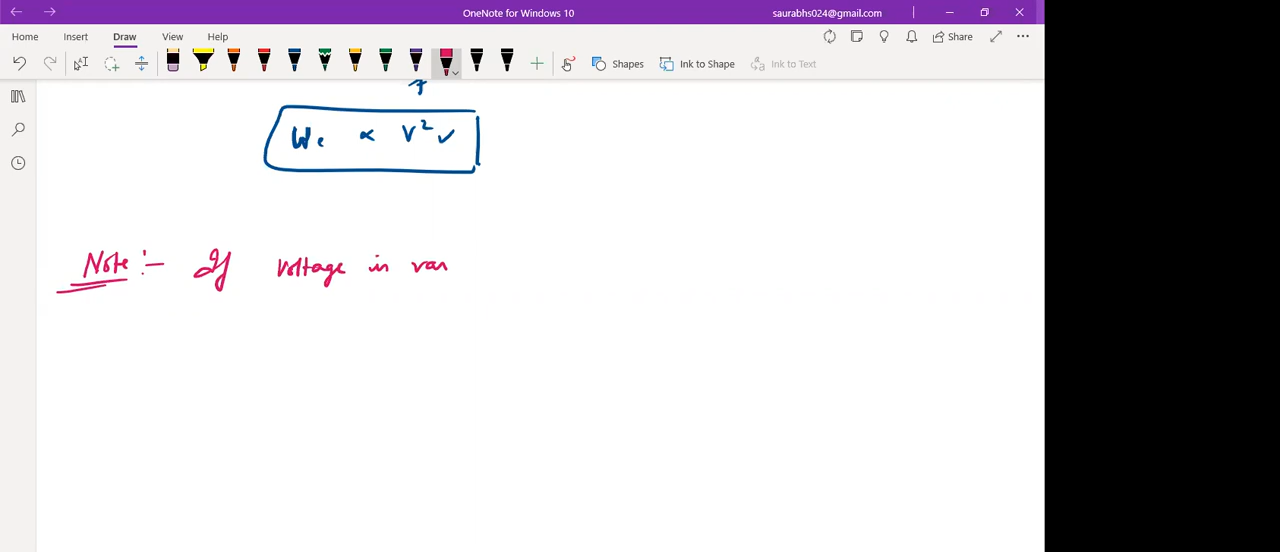 OneNote for Windows 10
saurabhs024@gmail.com
Home Insert Draw View Help
Share
Shapes Ink to Shape Ink to Text
We ∝ V² ✓
Note :- If Voltage is var